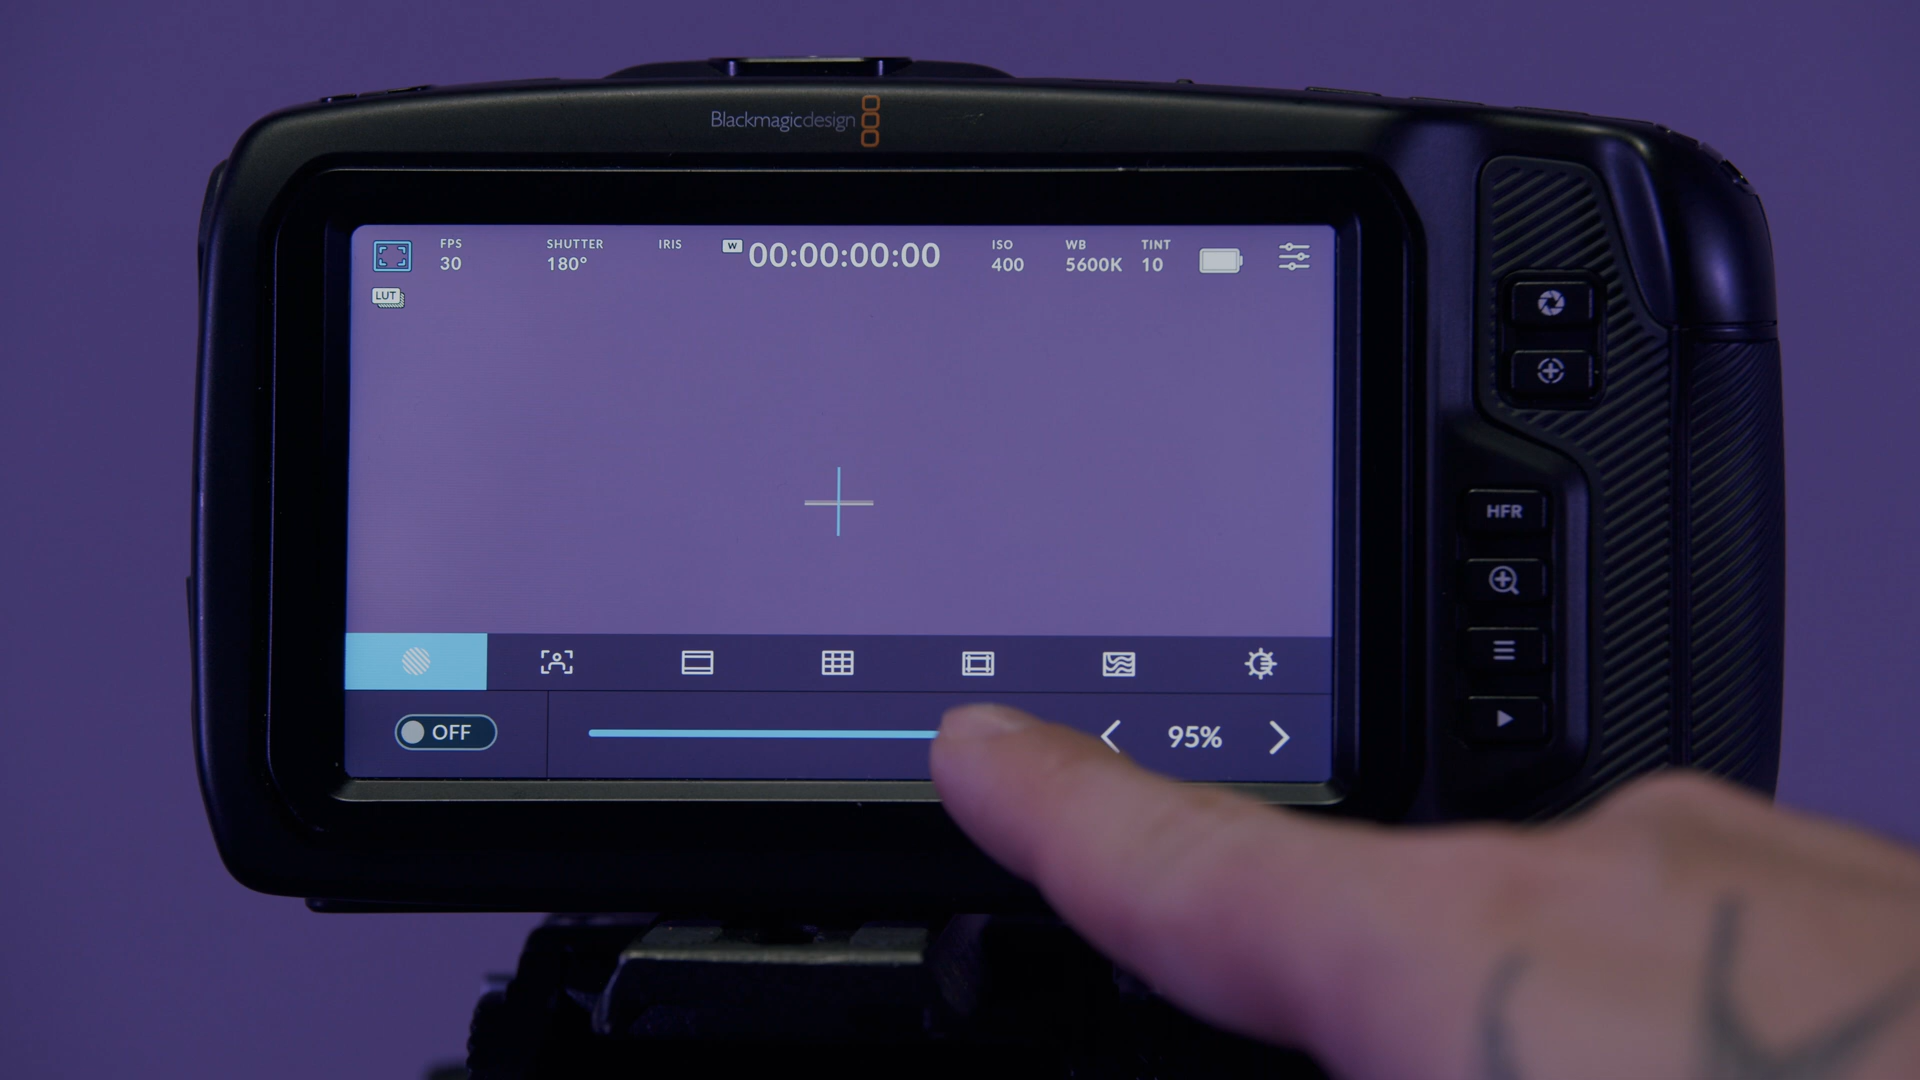 Blackmagicdesign
FPS
30
SHUTTER
180°
IRIS
W
00:00:00:00
ISO
400
WB
5600K
TINT
10
LUT
HFR
OFF
95%